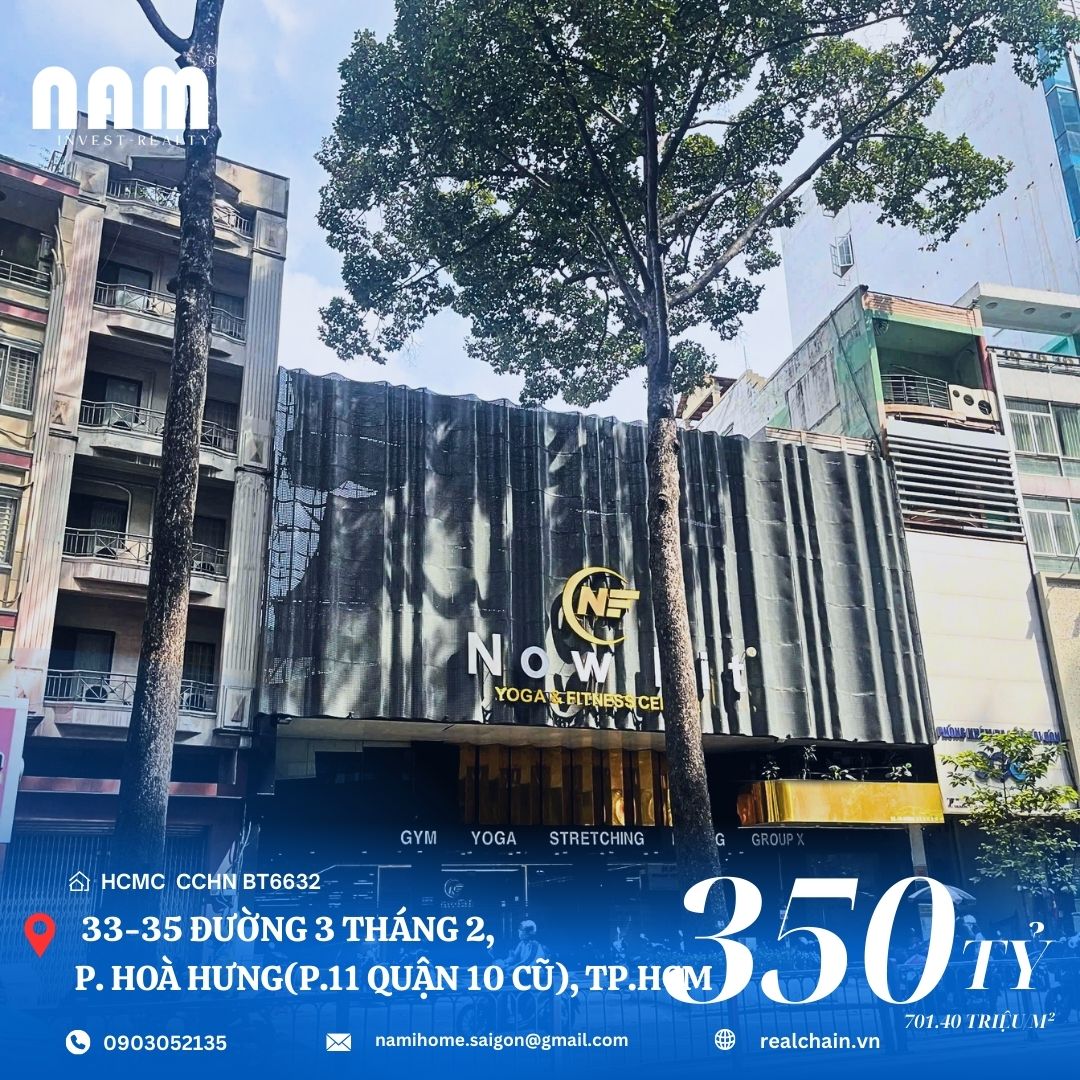 NAM
®
INVEST-REALTY
NF
Now Fit
YOGA & FITNESS CE
GYM YOGA STRETCHING GROUP X
HCMC CCHN BT6632
33-35 ĐƯỜNG 3 THÁNG 2,
P. HOÀ HƯNG(P.11 QUẬN 10 CŨ), TP.HCM
350 TỶ
701.40 TRIỆU/M²
0903052135
namihome.saigon@gmail.com
realchain.vn